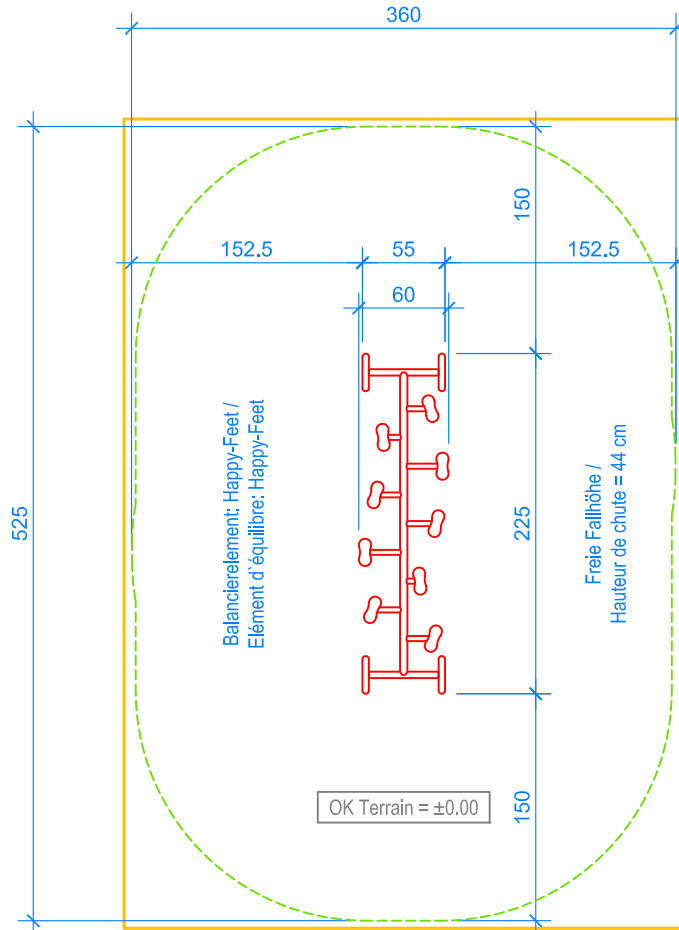 360
150
152.5
55
152.5
60
Balancierelement: Happy-Feet /
Elément d`équilibre: Happy-Feet
525
225
Freie Fallhöhe /
Hauteur de chute = 44 cm
OK Terrain = ±0.00
150